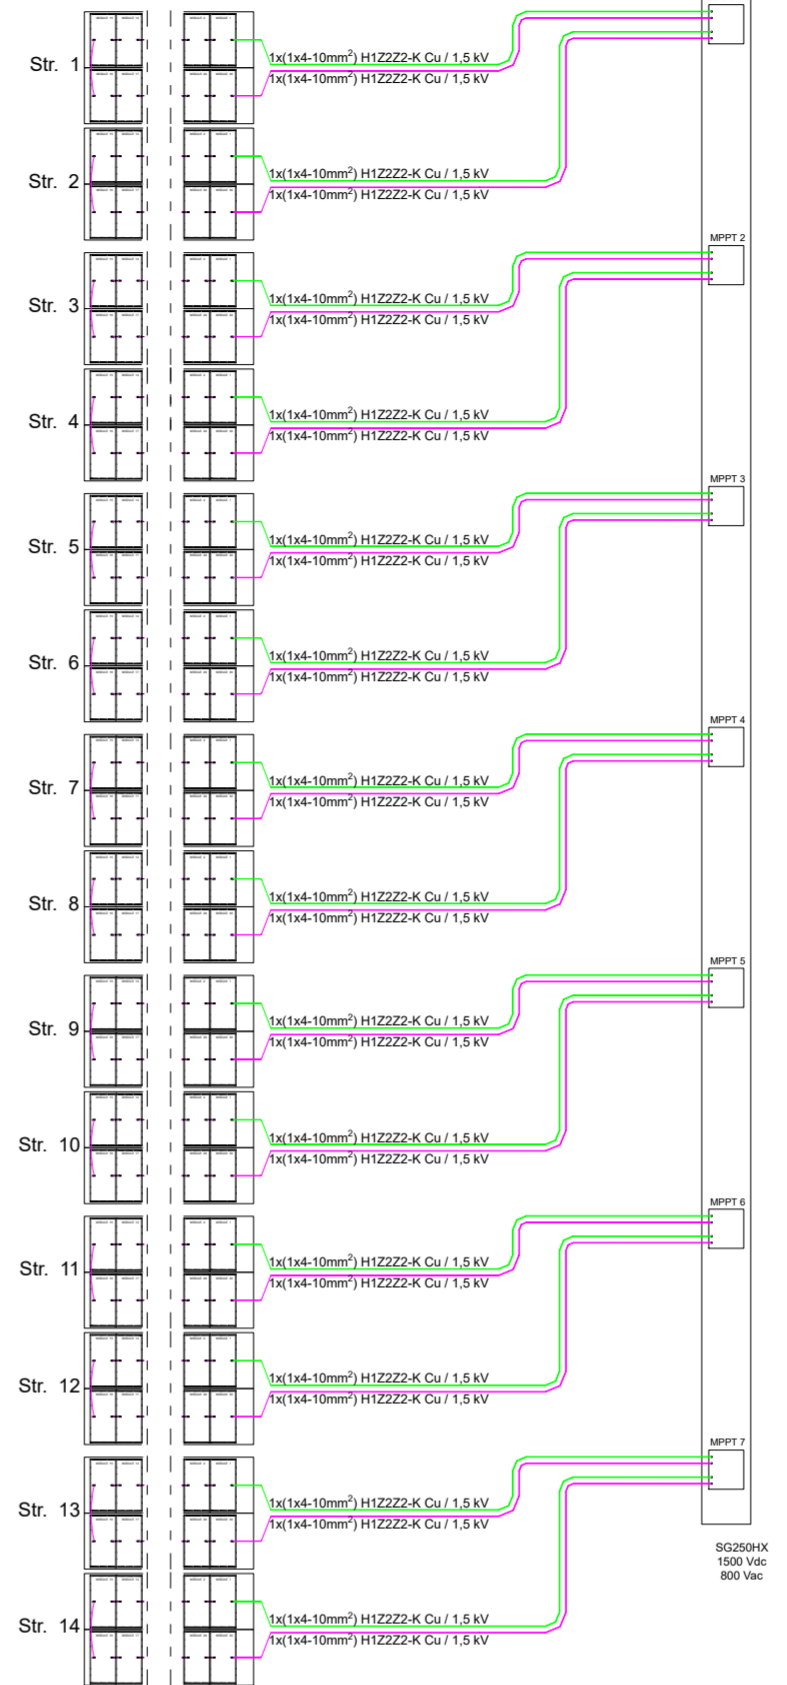 Str. 1
1x(1x4-10mm²) H1Z2Z2-K Cu / 1,5 kV
1x(1x4-10mm²) H1Z2Z2-K Cu / 1,5 kV
Str. 2
1x(1x4-10mm²) H1Z2Z2-K Cu / 1,5 kV
1x(1x4-10mm²) H1Z2Z2-K Cu / 1,5 kV
MPPT 2
Str. 3
1x(1x4-10mm²) H1Z2Z2-K Cu / 1,5 kV
1x(1x4-10mm²) H1Z2Z2-K Cu / 1,5 kV
Str. 4
1x(1x4-10mm²) H1Z2Z2-K Cu / 1,5 kV
1x(1x4-10mm²) H1Z2Z2-K Cu / 1,5 kV
MPPT 3
Str. 5
1x(1x4-10mm²) H1Z2Z2-K Cu / 1,5 kV
1x(1x4-10mm²) H1Z2Z2-K Cu / 1,5 kV
Str. 6
1x(1x4-10mm²) H1Z2Z2-K Cu / 1,5 kV
1x(1x4-10mm²) H1Z2Z2-K Cu / 1,5 kV
MPPT 4
Str. 7
1x(1x4-10mm²) H1Z2Z2-K Cu / 1,5 kV
1x(1x4-10mm²) H1Z2Z2-K Cu / 1,5 kV
Str. 8
1x(1x4-10mm²) H1Z2Z2-K Cu / 1,5 kV
1x(1x4-10mm²) H1Z2Z2-K Cu / 1,5 kV
MPPT 5
Str. 9
1x(1x4-10mm²) H1Z2Z2-K Cu / 1,5 kV
1x(1x4-10mm²) H1Z2Z2-K Cu / 1,5 kV
Str. 10
1x(1x4-10mm²) H1Z2Z2-K Cu / 1,5 kV
1x(1x4-10mm²) H1Z2Z2-K Cu / 1,5 kV
MPPT 6
Str. 11
1x(1x4-10mm²) H1Z2Z2-K Cu / 1,5 kV
1x(1x4-10mm²) H1Z2Z2-K Cu / 1,5 kV
Str. 12
1x(1x4-10mm²) H1Z2Z2-K Cu / 1,5 kV
1x(1x4-10mm²) H1Z2Z2-K Cu / 1,5 kV
MPPT 7
Str. 13
1x(1x4-10mm²) H1Z2Z2-K Cu / 1,5 kV
1x(1x4-10mm²) H1Z2Z2-K Cu / 1,5 kV
SG250HX
1500 Vdc
800 Vac
Str. 14
1x(1x4-10mm²) H1Z2Z2-K Cu / 1,5 kV
1x(1x4-10mm²) H1Z2Z2-K Cu / 1,5 kV